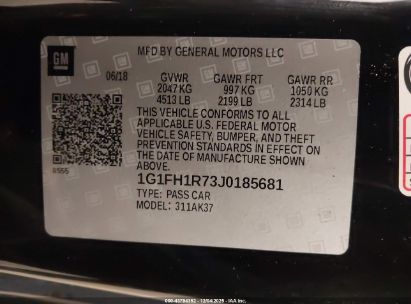 GM
MFD BY GENERAL MOTORS LLC
06/18
GVWR GAWR FRT GAWR RR
2047 KG 997 KG 1050 KG
4513 LB 2199 LB 2314 LB
THIS VEHICLE CONFORMS TO ALL
APPLICABLE U.S. FEDERAL MOTOR
VEHICLE SAFETY, BUMPER, AND THEFT
PREVENTION STANDARDS IN EFFECT ON
THE DATE OF MANUFACTURE SHOWN
ABOVE.
1G1FH1R73J0185681
TYPE: PASS CAR
MODEL: 311AK37